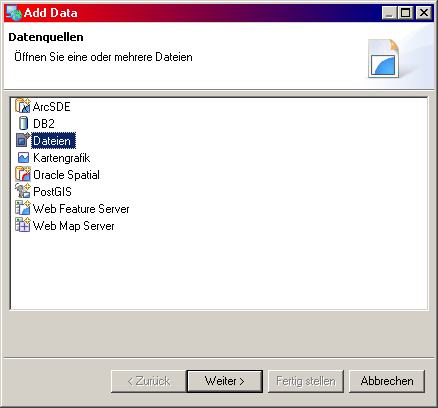 Add Data
Datenquellen
Öffnen Sie eine oder mehrere Dateien
ArcSDE
DB2
Dateien
Kartengrafik
Oracle Spatial
PostGIS
Web Feature Server
Web Map Server
< Zurück
Weiter >
Fertig stellen
Abbrechen